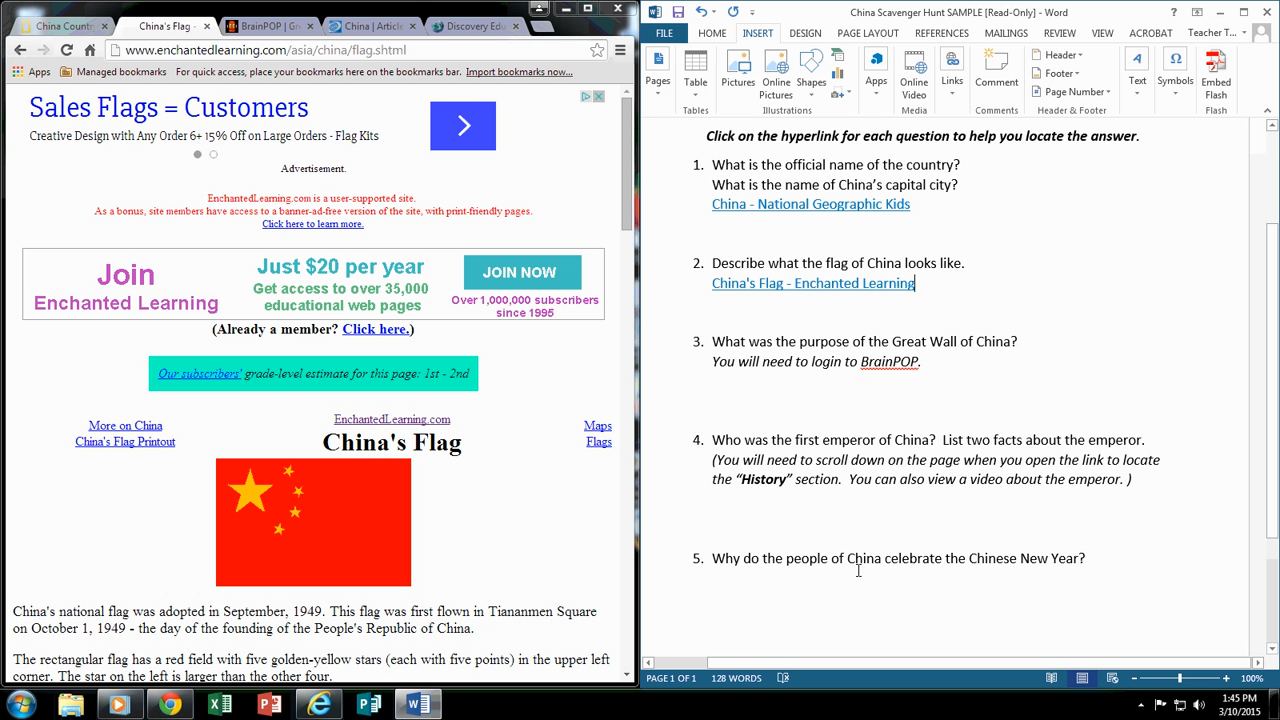 China Country
China's Flag -
BrainPOP | G
China | Article
Discovery Edu
www.enchantedlearning.com/asia/china/flag.shtml
Apps
Managed bookmarks
For quick access, place your bookmarks here on the bookmarks bar.
Import bookmarks now...
Sales Flags = Customers
Creative Design with Any Order 6+ 15% Off on Large Orders - Flag Kits
Advertisement.
EnchantedLearning.com is a user-supported site.
As a bonus, site members have access to a banner-ad-free version of the site, with print-friendly pages.
Click here to learn more.
Join
Enchanted Learning
Just $20 per year
Get access to over 35,000
educational web pages
JOIN NOW
Over 1,000,000 subscribers
since 1995
(Already a member? Click here.)
Our subscribers' grade-level estimate for this page: 1st - 2nd
More on China
China's Flag Printout
EnchantedLearning.com
China's Flag
Maps
Flags
China's national flag was adopted in September, 1949. This flag was first flown in Tiananmen Square
on October 1, 1949 - the day of the founding of the People's Republic of China.
The rectangular flag has a red field with five golden-yellow stars (each with five points) in the upper left
corner. The star on the left is larger than the other four.
China Scavenger Hunt SAMPLE [Read-Only] - Word
FILE HOME INSERT DESIGN PAGE LAYOUT REFERENCES MAILINGS REVIEW VIEW ACROBAT Teacher T...
Pages
Table
Pictures
Online
Pictures
Shapes
Apps
Online
Video
Links
Comment
Header
Footer
Page Number
Text
Symbols
Embed
Flash
Tables
Illustrations
Media
Comments
Header & Footer
Flash
Click on the hyperlink for each question to help you locate the answer.
1. What is the official name of the country?
What is the name of China’s capital city?
China - National Geographic Kids
2. Describe what the flag of China looks like.
China's Flag - Enchanted Learning
3. What was the purpose of the Great Wall of China?
You will need to login to BrainPOP.
4. Who was the first emperor of China?  List two facts about the emperor.
(You will need to scroll down on the page when you open the link to locate
the “History” section.  You can also view a video about the emperor. )
5. Why do the people of China celebrate the Chinese New Year?
PAGE 1 OF 1
128 WORDS
100%
1:45 PM
3/10/2015